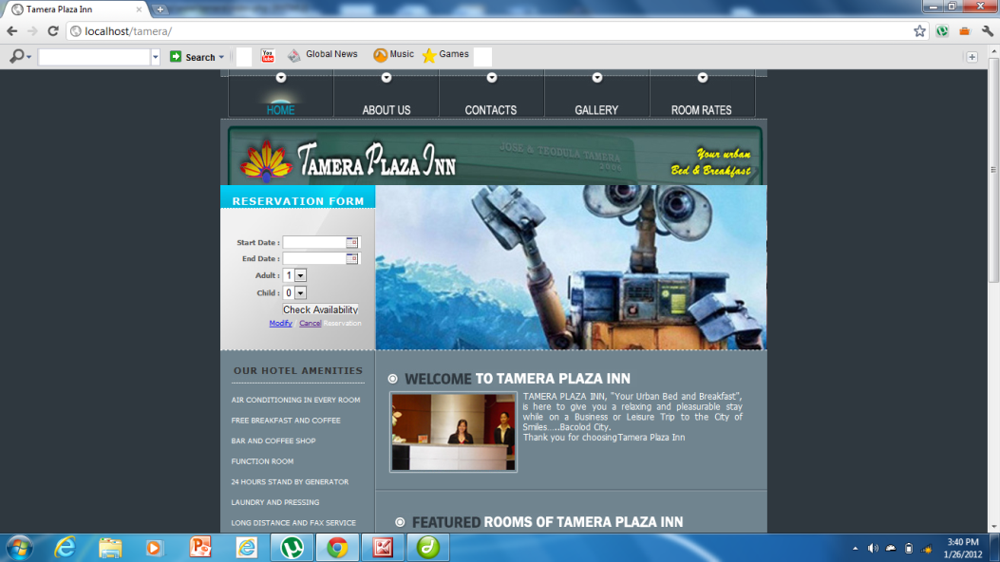 Tamera Plaza Inn
localhost/tamera/
Search
You Tube
Global News
Music
Games
HOME
ABOUT US
CONTACTS
GALLERY
ROOM RATES
TAMERA PLAZA INN
JOSE & TEODULA TAMERA
Your urban
Bed & Breakfast
RESERVATION FORM
Start Date :
End Date :
Adult : 1
Child : 0
Check Availability
Modify / Cancel Reservation
OUR HOTEL AMENITIES
AIR CONDITIONING IN EVERY ROOM
FREE BREAKFAST AND COFFEE
BAR AND COFFEE SHOP
FUNCTION ROOM
24 HOURS STAND BY GENERATOR
LAUNDRY AND PRESSING
LONG DISTANCE AND FAX SERVICE
WELCOME TO TAMERA PLAZA INN
TAMERA PLAZA INN, "Your Urban Bed and Breakfast",
is here to give you a relaxing and pleasurable stay
while on a Business or Leisure Trip to the City of
Smiles.....Bacolod City.
Thank you for choosingTamera Plaza Inn
FEATURED ROOMS OF TAMERA PLAZA INN
3:40 PM
1/26/2012